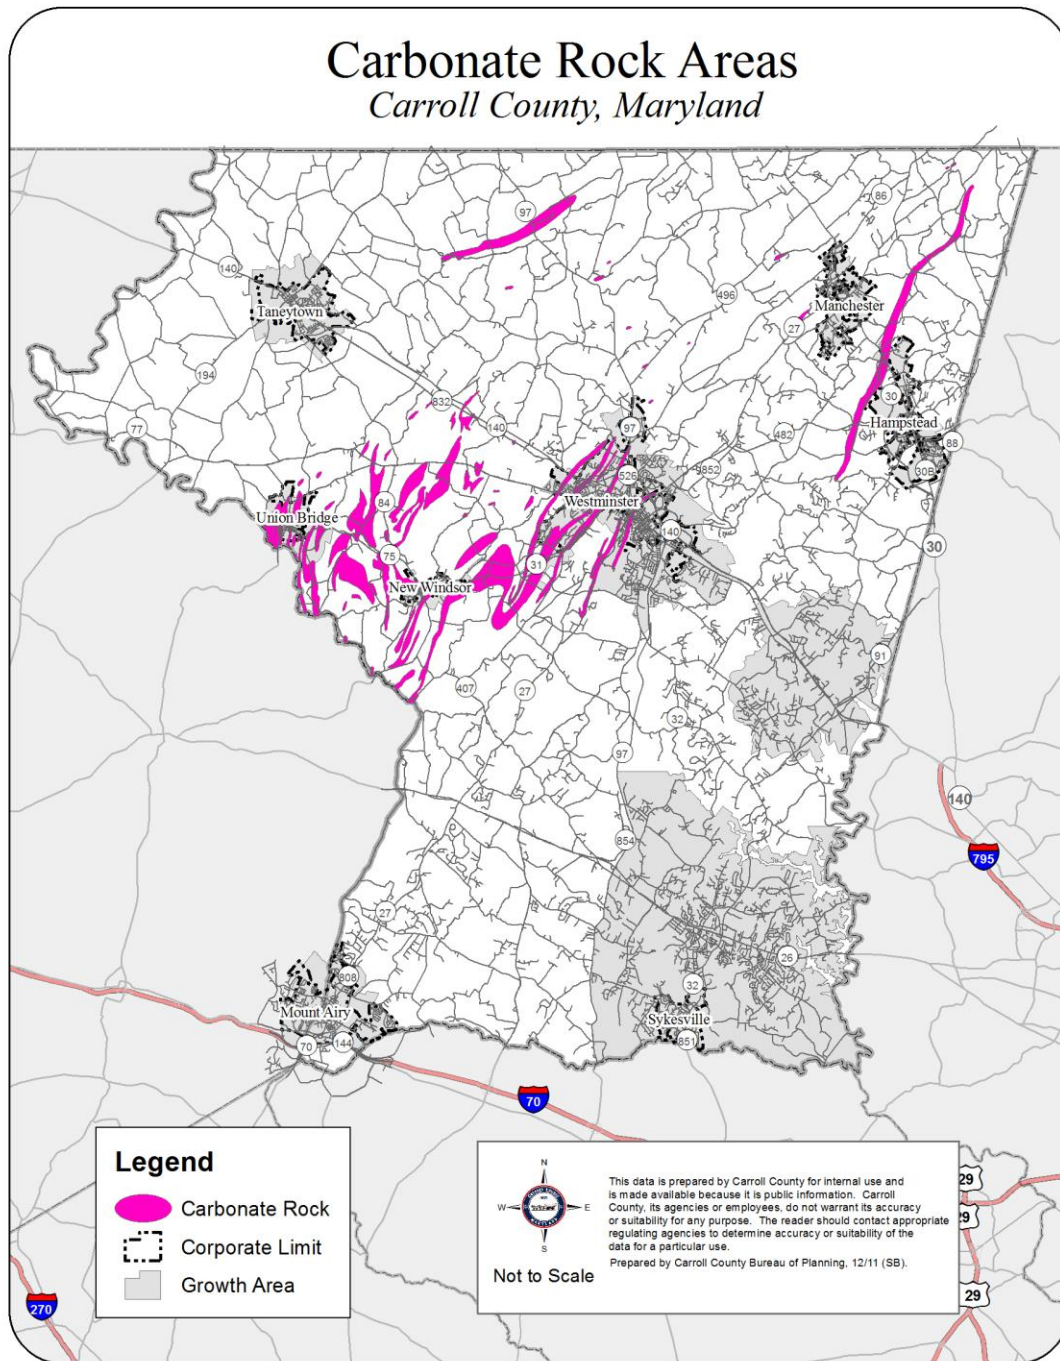 Carbonate Rock Areas
Carroll County, Maryland
97
86
140
496
Taneytown
Manchester
27
194
30
832
77
140
97
482
Hampstead
88
852
526
30B
Westminster
84
Union Bridge
140
30
75
31
New Windsor
91
407
27
32
97
140
854
795
27
26
808
32
Mount Airy
Sykesville
70
144
851
70
Legend
Carbonate Rock
Corporate Limit
Growth Area
N
W
E
S
Not to Scale
This data is prepared by Carroll County for internal use and
is made available because it is public information. Carroll
County, its agencies or employees, do not warrant its accuracy
or suitability for any purpose. The reader should contact appropriate
regulating agencies to determine accuracy or suitability of the
data for a particular use.
Prepared by Carroll County Bureau of Planning, 12/11 (SB).
29
29
29
270